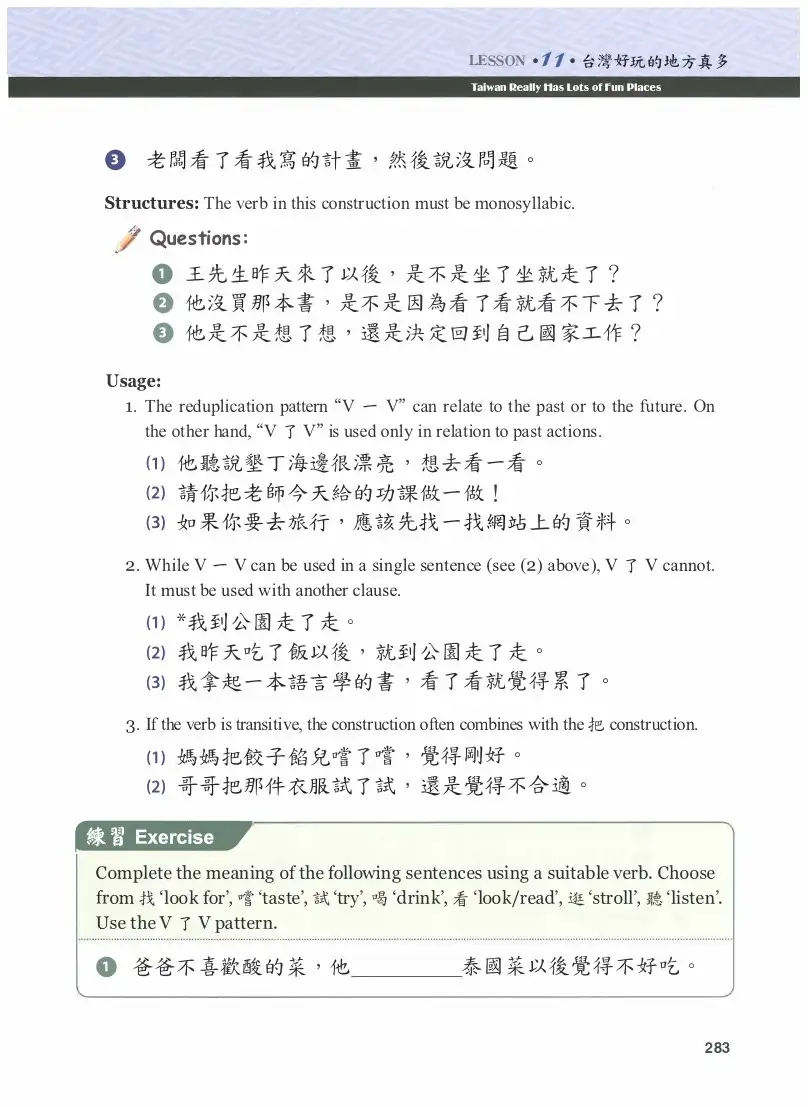 LESSON •11• 台灣好玩的地方真多
Taiwan Really Has Lots of Fun Places
3 老闆看了看我寫的計畫，然後說沒問題。
Structures: The verb in this construction must be monosyllabic.
Questions:
1 王先生昨天來了以後，是不是坐了坐就走了？
2 他沒買那本書，是不是因為看了看就看不下去了？
3 他是不是想了想，還是決定回到自己國家工作？
Usage:
1. The reduplication pattern “V 一 V” can relate to the past or to the future. On
the other hand, “V 了 V” is used only in relation to past actions.
(1) 他聽說墾丁海邊很漂亮，想去看一看。
(2) 請你把老師今天給的功課做一做！
(3) 如果你要去旅行，應該先找一找網站上的資料。
2. While V 一 V can be used in a single sentence (see (2) above), V 了 V cannot.
It must be used with another clause.
(1) *我到公園走了走。
(2) 我昨天吃了飯以後，就到公園走了走。
(3) 我拿起一本語言學的書，看了看就覺得累了。
3. If the verb is transitive, the construction often combines with the 把 construction.
(1) 媽媽把餃子餡兒嚐了嚐，覺得剛好。
(2) 哥哥把那件衣服試了試，還是覺得不合適。
練習 Exercise
Complete the meaning of the following sentences using a suitable verb. Choose
from 找 ‘look for’, 嚐 ‘taste’, 試 ‘try’, 喝 ‘drink’, 看 ‘look/read’, 逛 ‘stroll’, 聽 ‘listen’.
Use the V 了 V pattern.
1 爸爸不喜歡酸的菜，他__________泰國菜以後覺得不好吃。
283